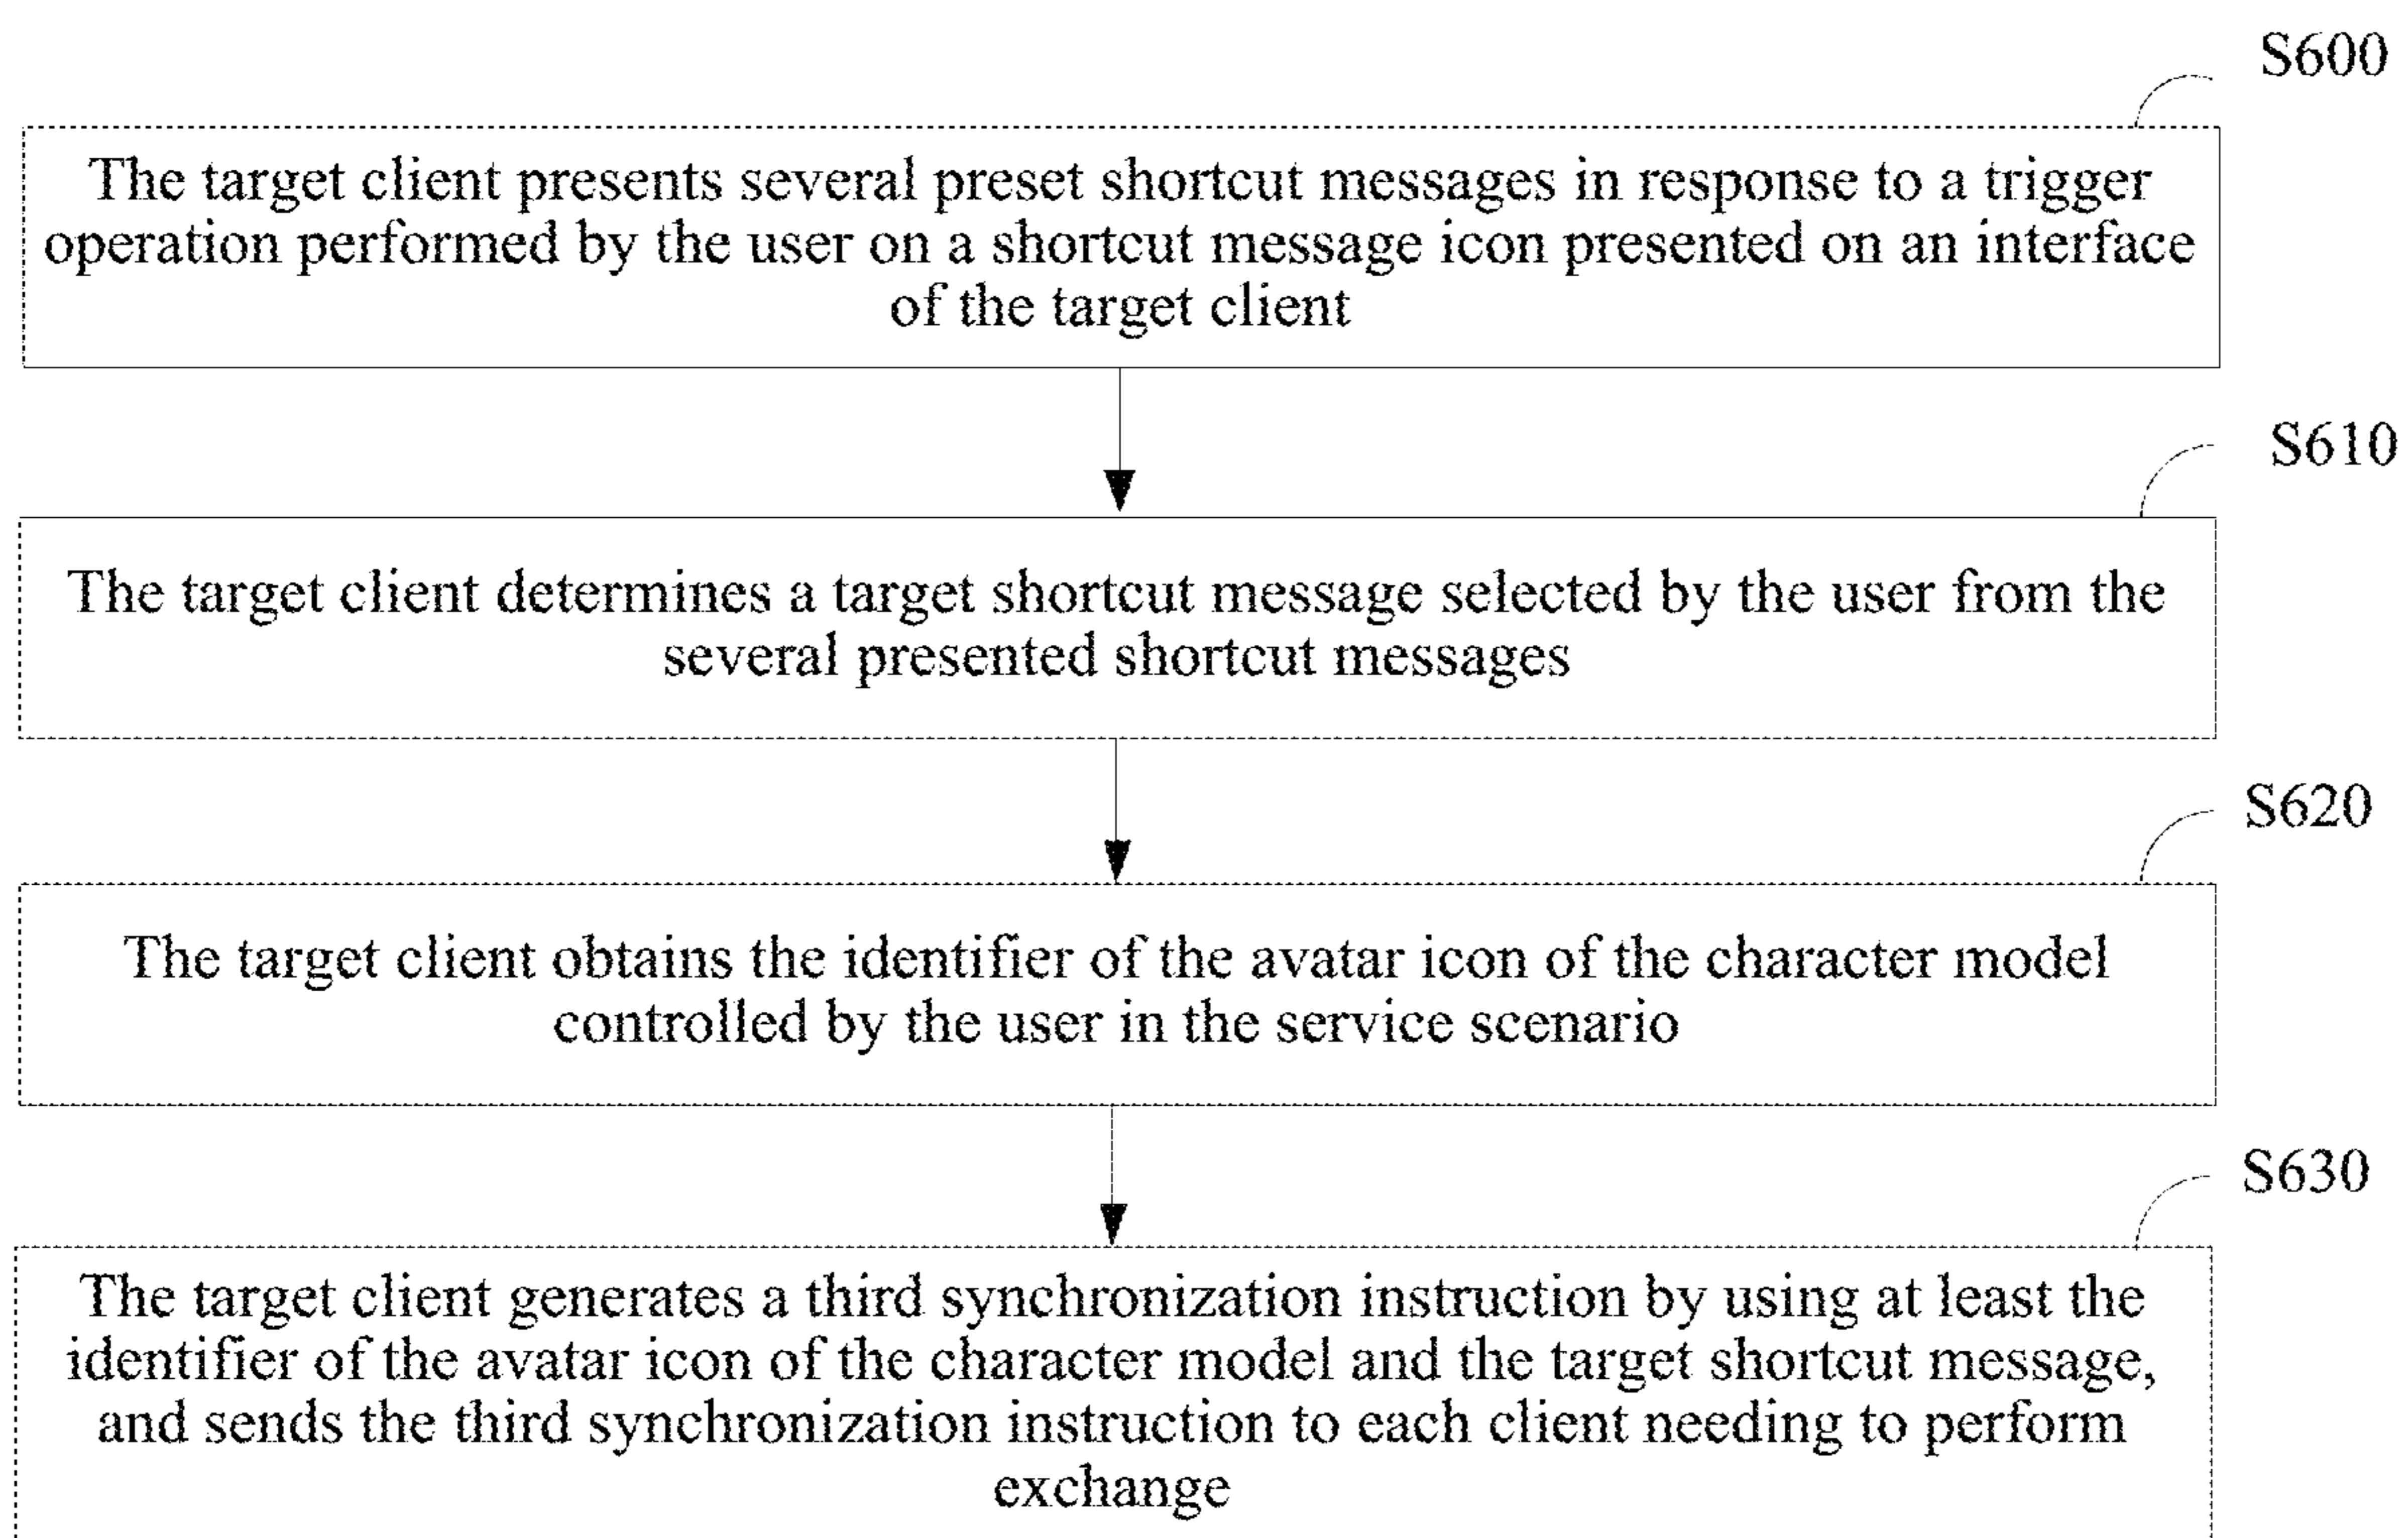 S600
The target client presents several preset shortcut messages in response to a trigger
operation performed by the user on a shortcut message icon presented on an interface
of the target client
S610
The target client determines a target shortcut message selected by the user from the
several presented shortcut messages
S620
The target client obtains the identifier of the avatar icon of the character model
controlled by the user in the service scenario
S630
The target client generates a third synchronization instruction by using at least the
identifier of the avatar icon of the character model and the target shortcut message,
and sends the third synchronization instruction to each client needing to perform
exchange